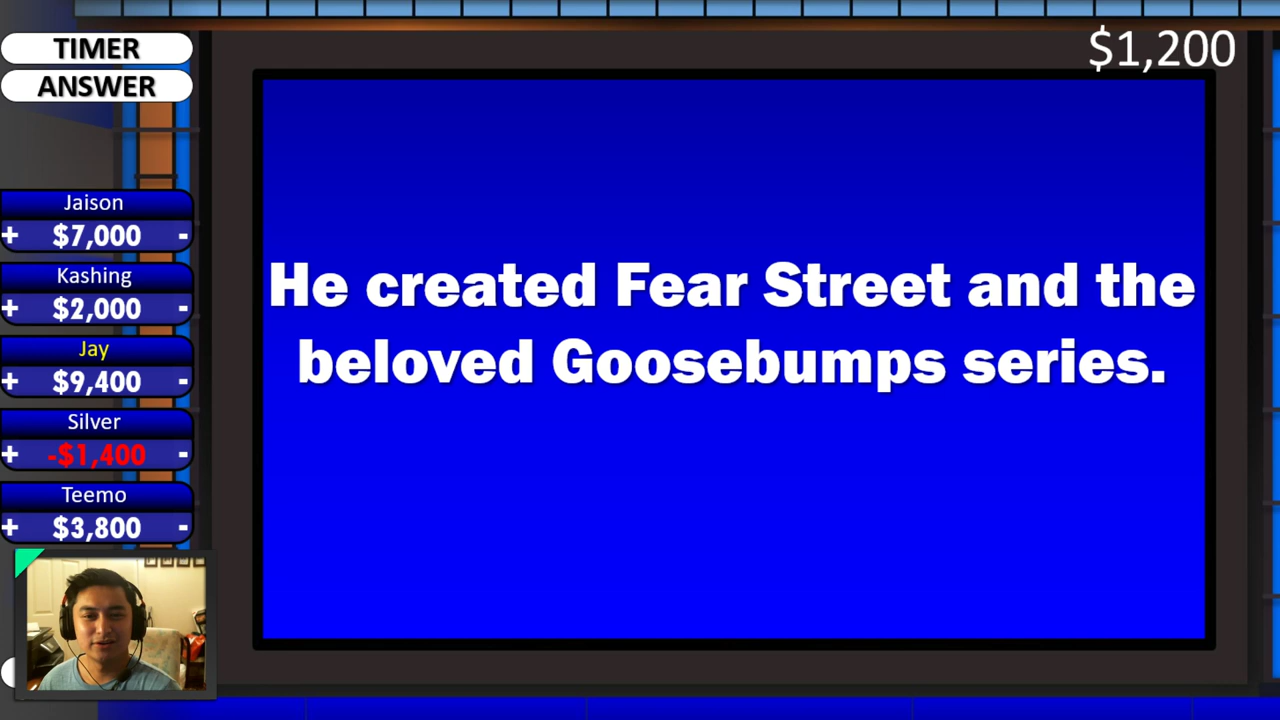 $1,200
TIMER
ANSWER
Jaison
+ $7,000 -
Kashing
+ $2,000 -
Jay
+ $9,400 -
Silver
+ -$1,400 -
Teemo
+ $3,800 -
He created Fear Street and the
beloved Goosebumps series.